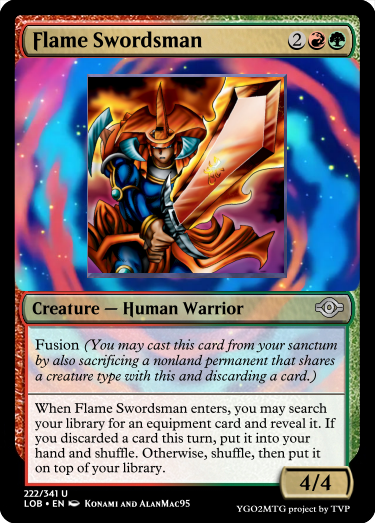 Flame Swordsman 2
Creature — Human Warrior
Fusion (You may cast this card from your sanctum
by also sacrificing a nonland permanent that shares
a creature type with this and discarding a card.)
When Flame Swordsman enters, you may search
your library for an equipment card and reveal it. If
you discarded a card this turn, put it into your
hand and shuffle. Otherwise, shuffle, then put it
on top of your library.
4/4
222/341 U
LOB • EN Konami and AlanMac95
YGO2MTG project by TVP